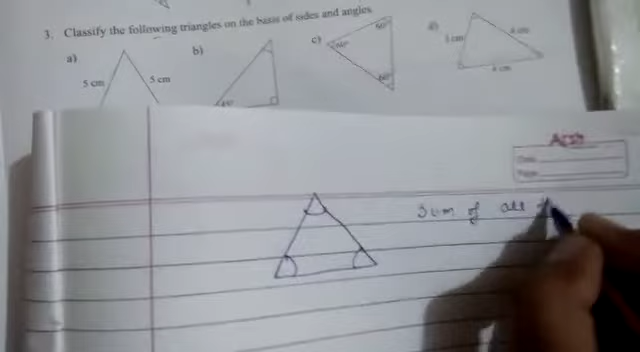 3. Classify the following triangles on the basis of sides and angles
a)
b)
c)
d)
5 cm
5 cm
45°
60°
60°
60°
4 cm
4 cm
Sum of all